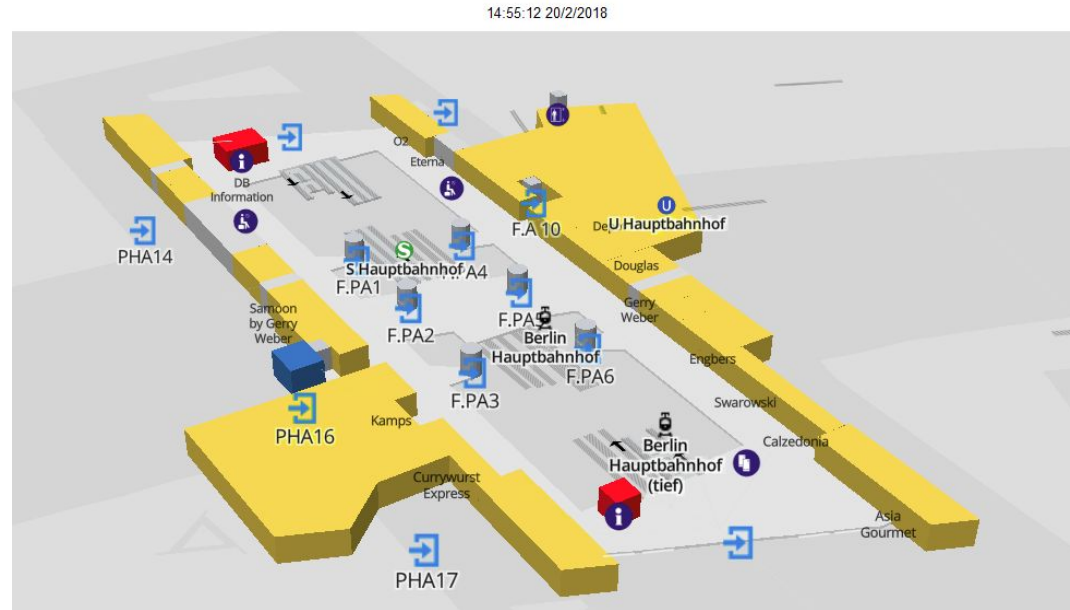 14:55:12 20/2/2018
O2
Eterna
DB
Information
PHA14
F.A 10
U
U Hauptbahnhof
S
S Hauptbahnhof
F.PA1
Douglas
Samoon
by Gerry
Weber
F.PA2
Gerry
Weber
Berlin
Hauptbahnhof
F.PA6
Engbers
F.PA3
Swarowski
Kamps
PHA16
Calzedonia
Berlin
Hauptbahnhof
(tief)
Currywurst
Express
Asia
Gourmet
PHA17